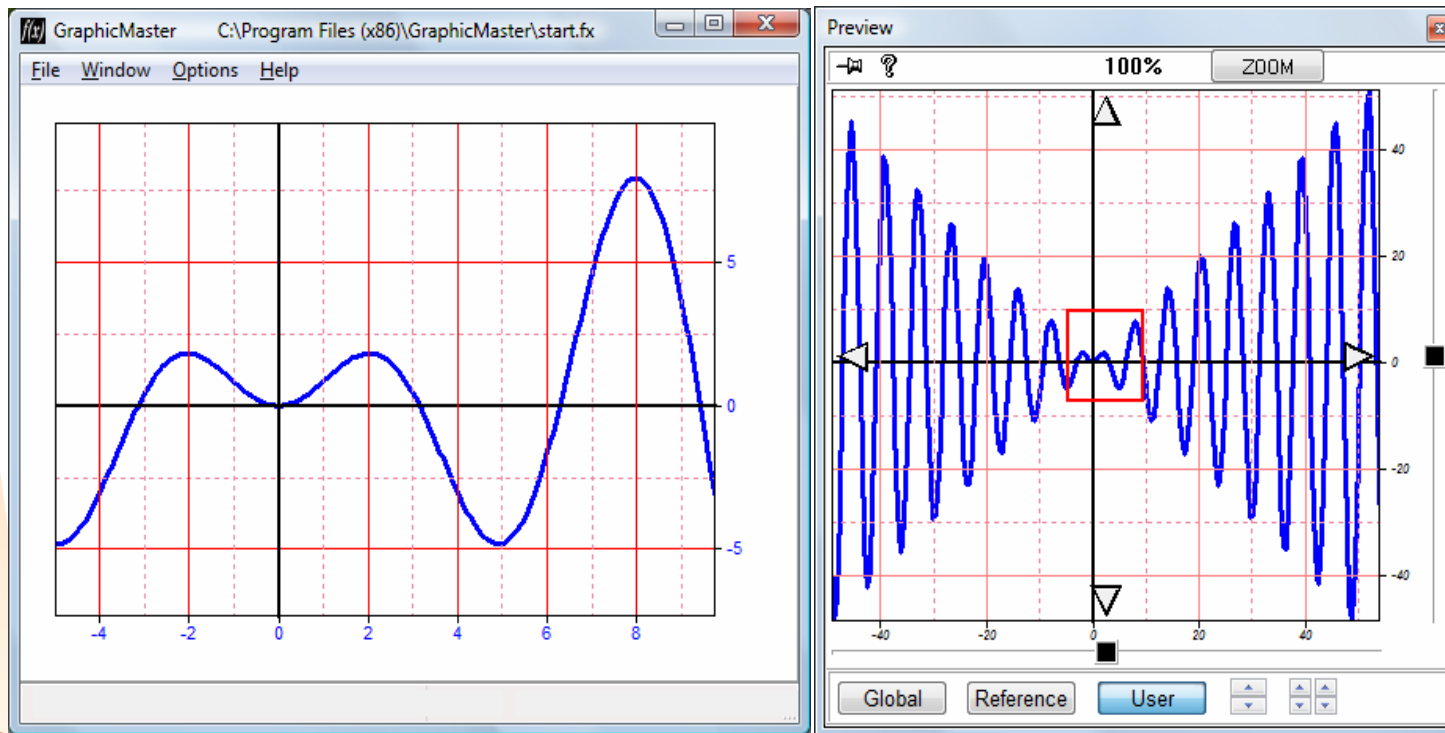 f(x) GraphicMaster C:\Program Files (x86)\GraphicMaster\start.fx
File Window Options Help
5
0
-5
-4 -2 0 2 4 6 8
Preview
? 100% ZOOM
40
20
0
-20
-40
-40 -20 0 20 40
Global Reference User